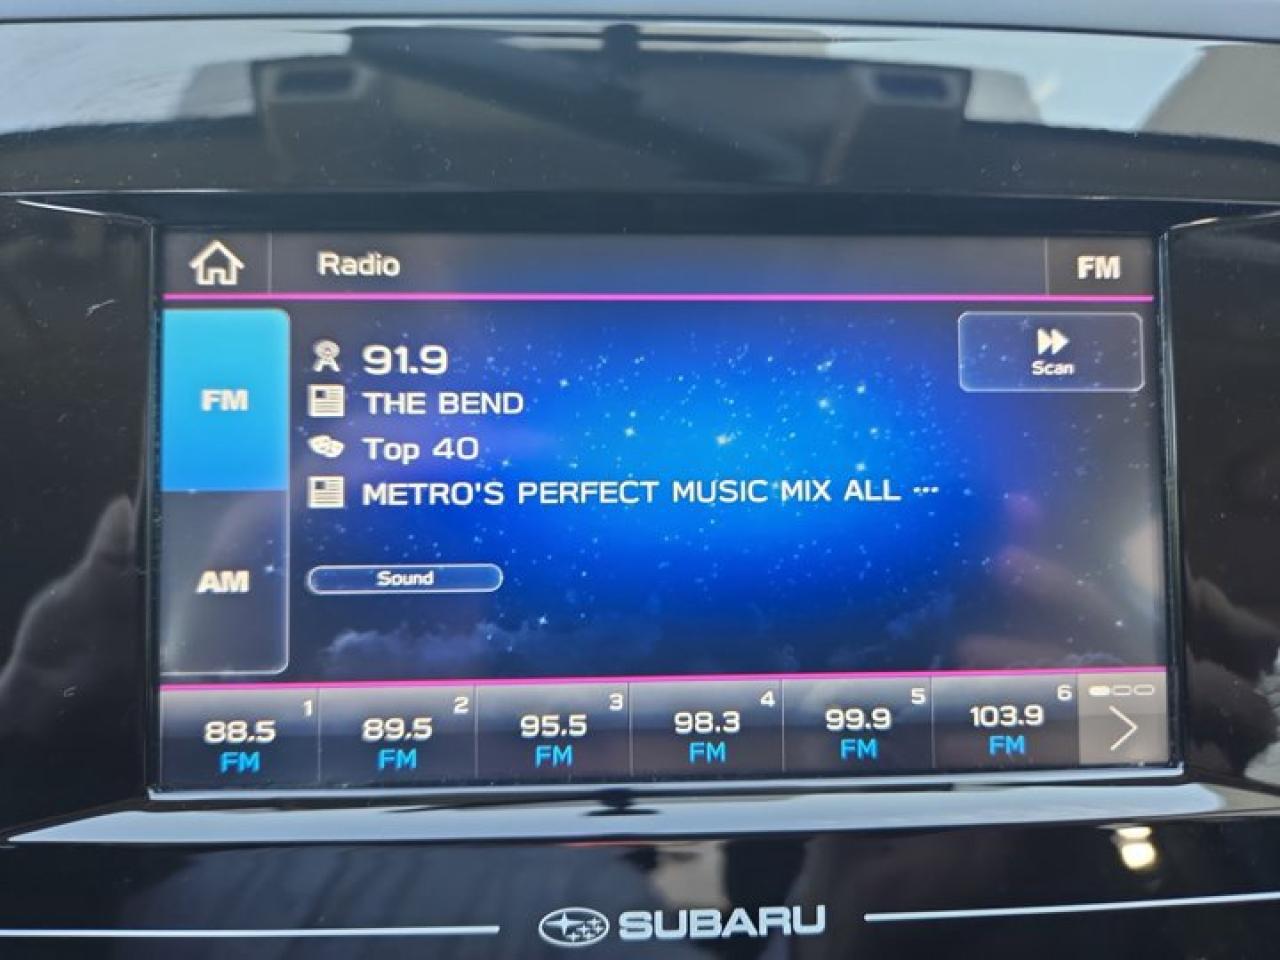 Radio
FM
FM
91.9
Scan
THE BEND
Top 40
METRO'S PERFECT MUSIC MIX ALL ...
AM
Sound
1
88.5
FM
2
89.5
FM
3
95.5
FM
4
98.3
FM
5
99.9
FM
6
103.9
FM
SUBARU